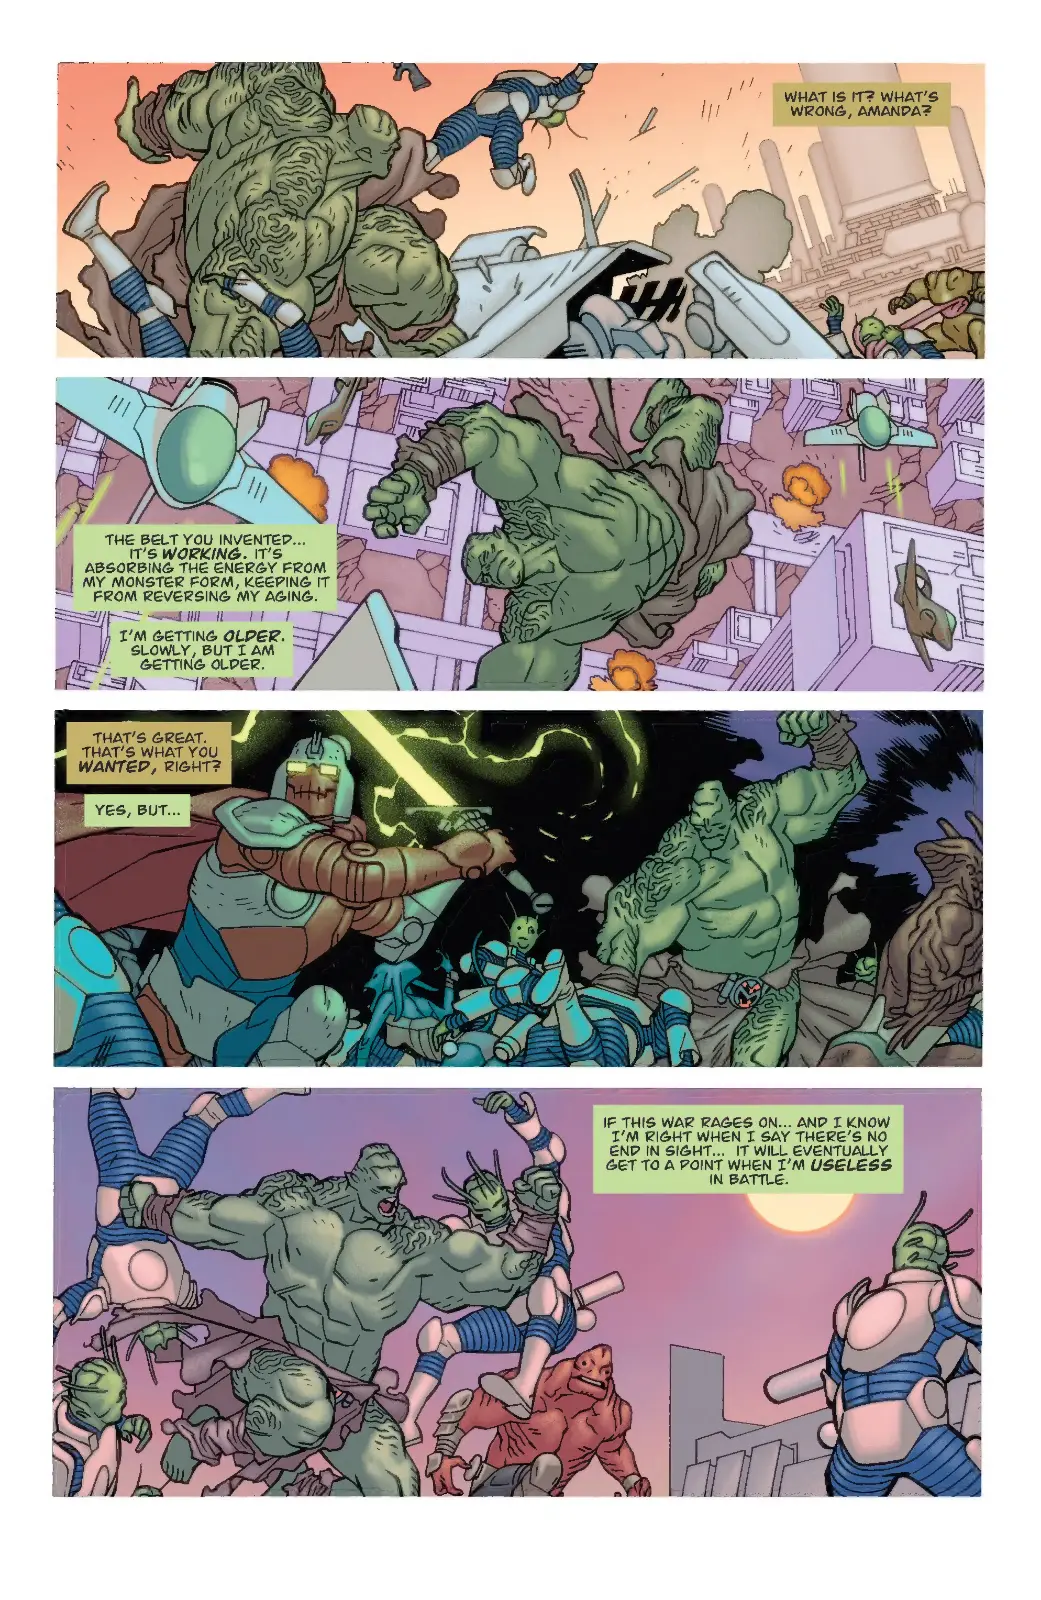 WHAT IS IT? WHAT'S
WRONG, AMANDA?
THE BELT YOU INVENTED...
IT'S WORKING. IT'S
ABSORBING THE ENERGY FROM
MY MONSTER FORM, KEEPING IT
FROM REVERSING MY AGING.
I'M GETTING OLDER.
SLOWLY, BUT I AM
GETTING OLDER.
THAT'S GREAT.
THAT'S WHAT YOU
WANTED, RIGHT?
YES, BUT...
IF THIS WAR RAGES ON... AND I KNOW
I'M RIGHT WHEN I SAY THERE'S NO
END IN SIGHT... IT WILL EVENTUALLY
GET TO A POINT WHEN I'M USELESS
IN BATTLE.